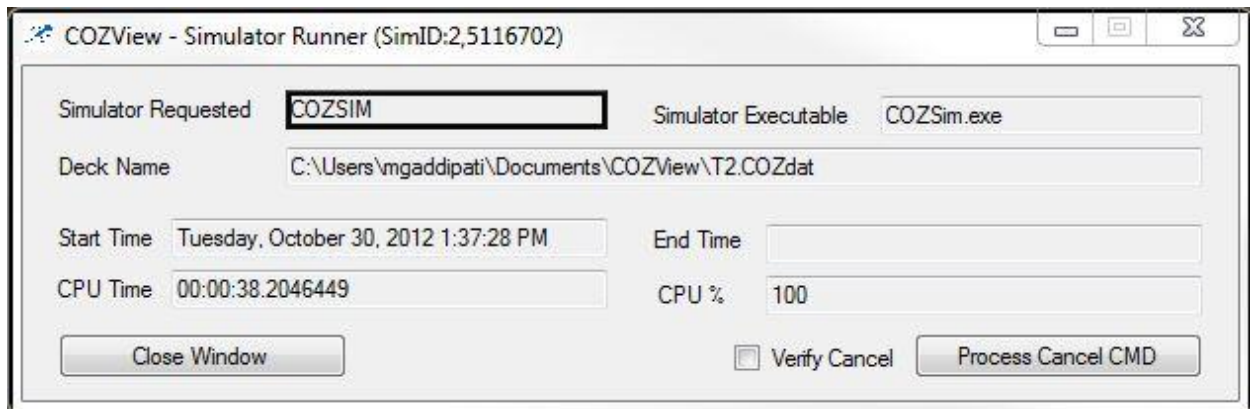 COZView - Simulator Runner (SimID:2,5116702)
Simulator Requested COZSIM Simulator Executable COZSim.exe
Deck Name C:\Users\mgaddipati\Documents\COZView\T2.COZdat
Start Time Tuesday, October 30, 2012 1:37:28 PM End Time
CPU Time 00:00:38.2046449 CPU % 100
Close Window Verify Cancel Process Cancel CMD